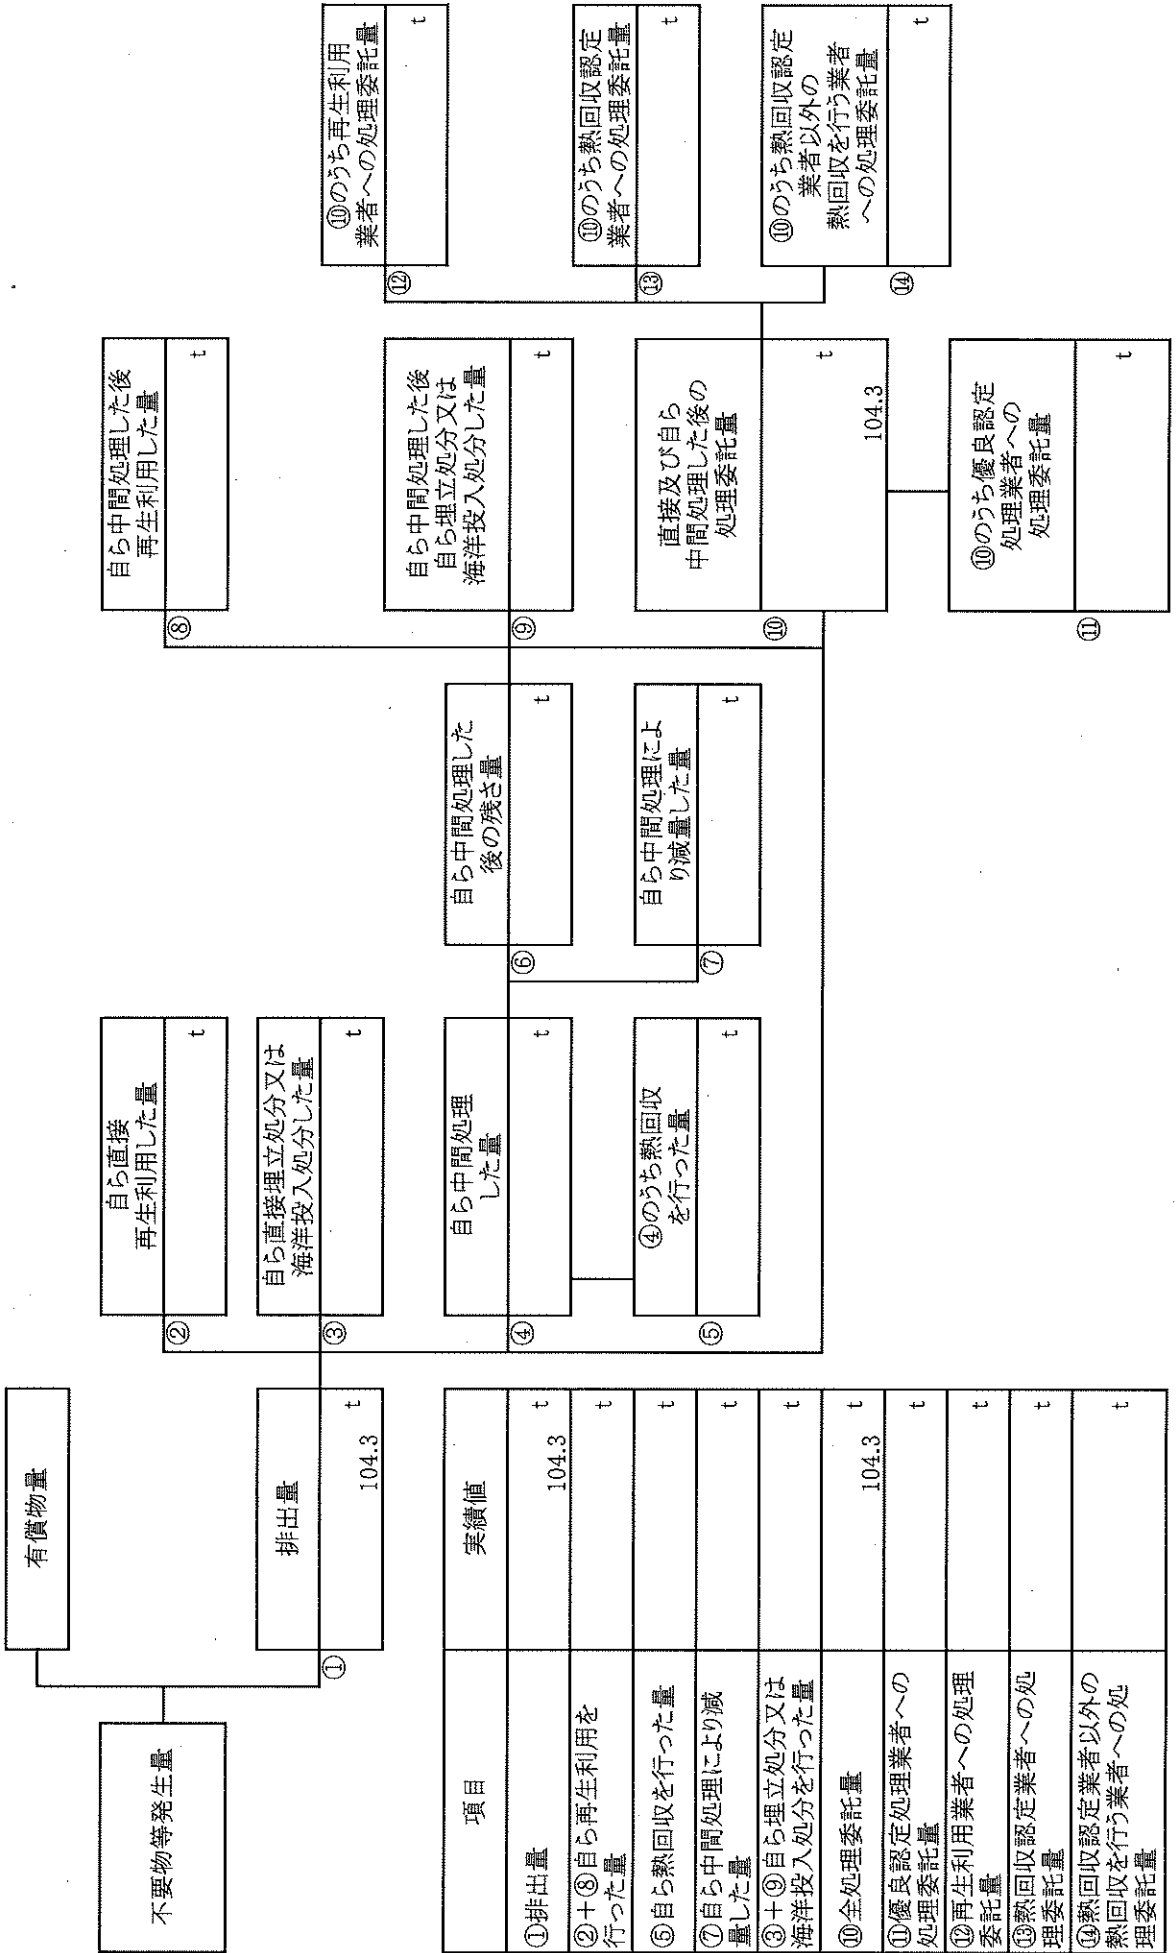 不要物等発生量
有償物量
①
排出量
104.3 t
②
自ら直接
再生利用した量
t
③
自ら直接埋立処分又は
海洋投入処分した量
t
④
自ら中間処理
した量
t
⑤
④のうち熱回収
を行った量
t
⑥
自ら中間処理した
後の残さ量
t
⑦
自ら中間処理によ
り減量した量
t
⑧
自ら中間処理した後
再生利用した量
t
⑨
自ら中間処理した後
自ら埋立処分又は
海洋投入処分した量
t
⑩
直接及び自ら
中間処理した後の
処理委託量
t
104.3
⑪
⑩のうち優良認定
処理業者への
処理委託量
t
⑫
⑩のうち再生利用
業者への処理委託量
t
⑬
⑩のうち熱回収認定
業者への処理委託量
t
⑭
⑩のうち熱回収認定
業者以外の
熱回収を行う業者
への処理委託量
t
項目 実績値
①排出量 t
104.3
②+⑧自ら再生利用を
行った量
t
⑤自ら熱回収を行った量 t
⑦自ら中間処理により減
量した量
t
③+⑨自ら埋立処分又は
海洋投入処分を行った量
t
⑩全処理委託量 t
104.3
⑪優良認定処理業者への
処理委託量
t
⑫再生利用業者への処理
委託量
t
⑬熱回収認定業者への処
理委託量
t
⑭熱回収認定業者以外の
熱回収を行う業者への処
理委託量
t